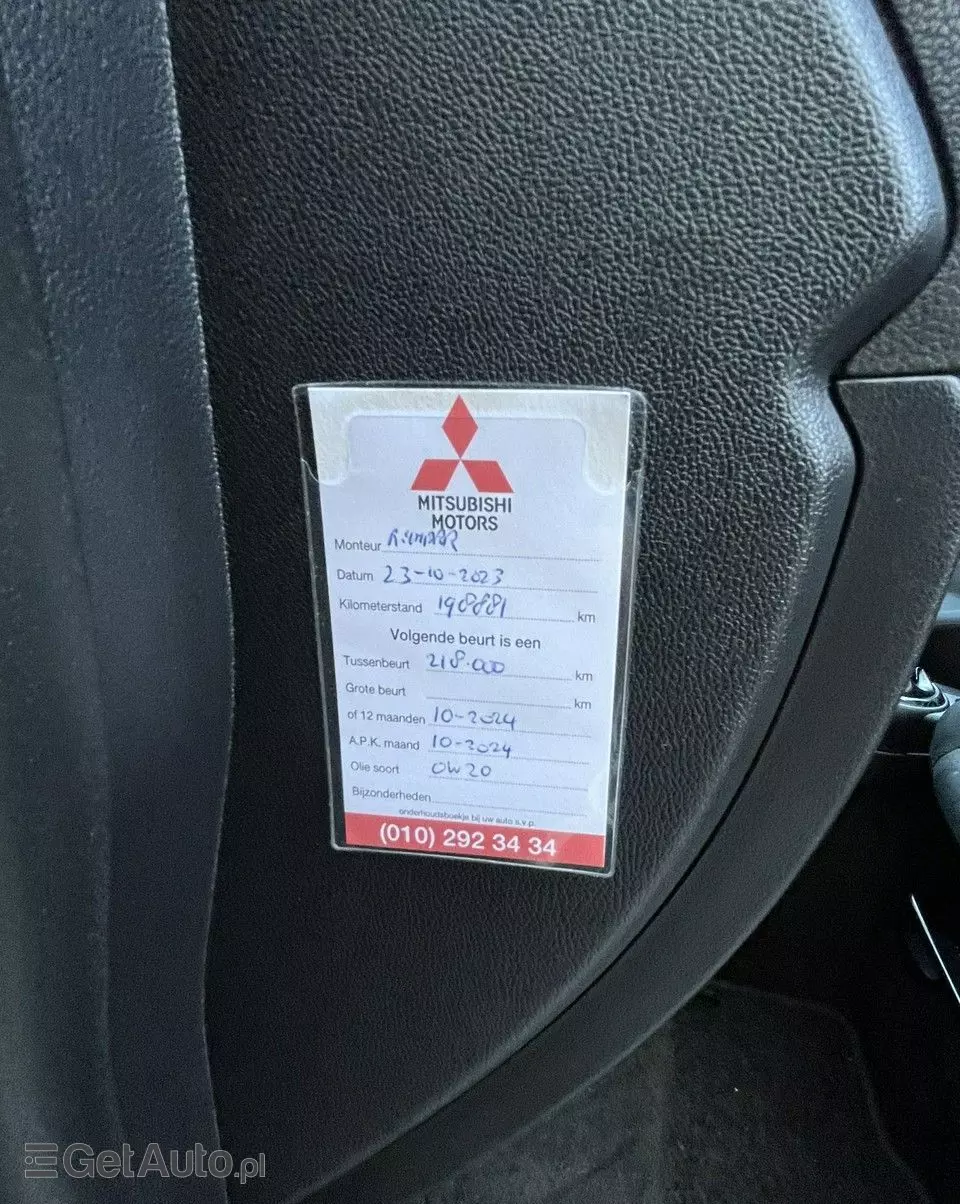 MITSUBISHI
MOTORS
Monteur
Datum 23-10-2023
Kilometerstand 198881 km
Volgende beurt is een
Tussenbeurt 218.000 km
Grote beurt km
of 12 maanden 10-2024
A.P.K. maand 10-2024
Olie soort 0W20
Bijzonderheden
onderhoudsboekje bij uw auto s.v.p.
(010) 292 34 34
GetAuto.pl